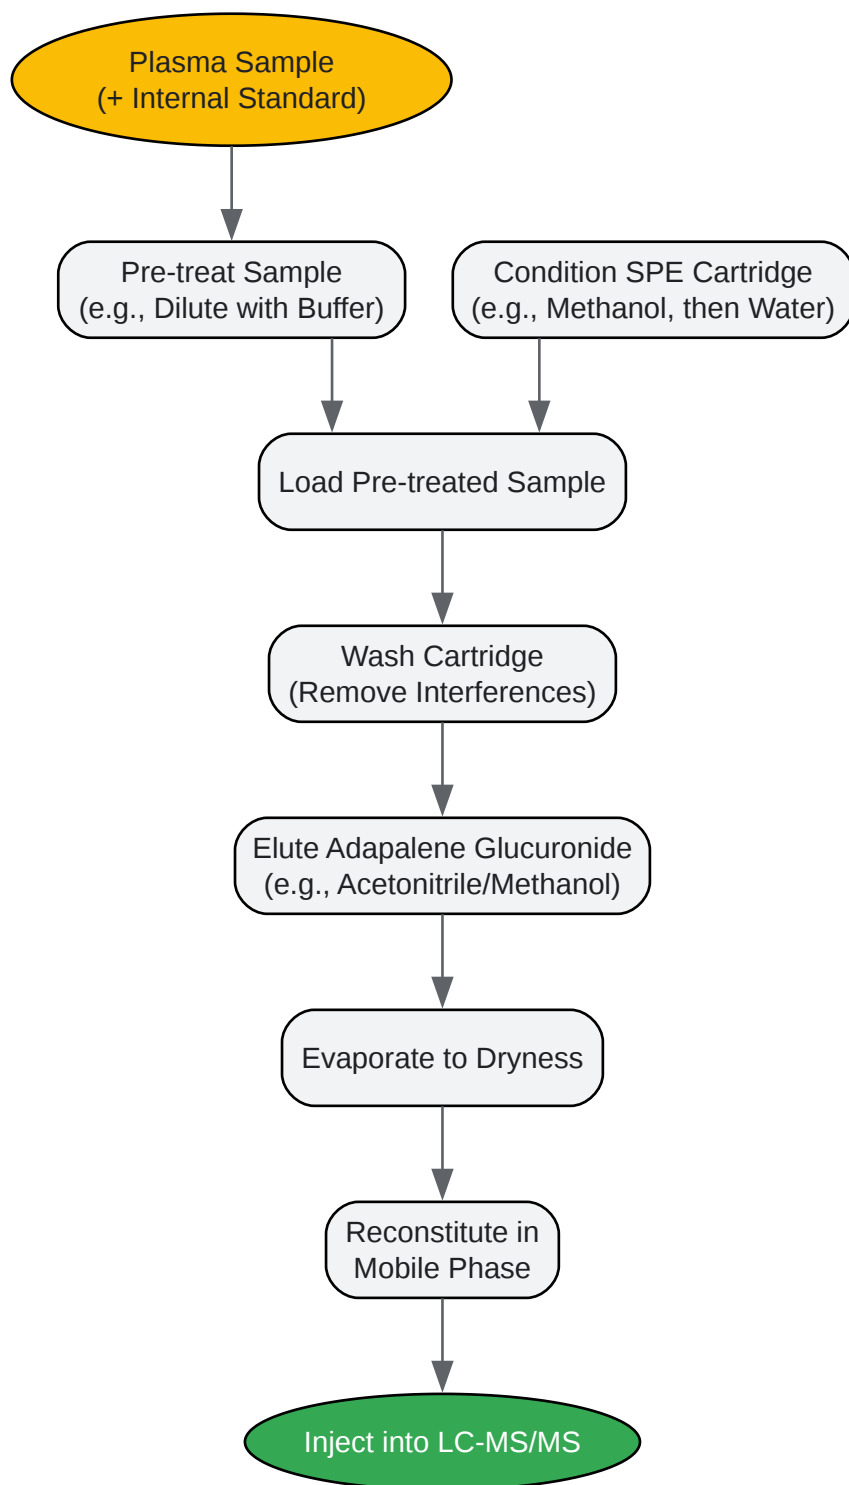 Plasma Sample
(+ Internal Standard)
Pre-treat Sample
(e.g., Dilute with Buffer)
Condition SPE Cartridge
(e.g., Methanol, then Water)
Load Pre-treated Sample
Wash Cartridge
(Remove Interferences)
Elute Adapalene Glucuronide
(e.g., Acetonitrile/Methanol)
Evaporate to Dryness
Reconstitute in
Mobile Phase
Inject into LC-MS/MS